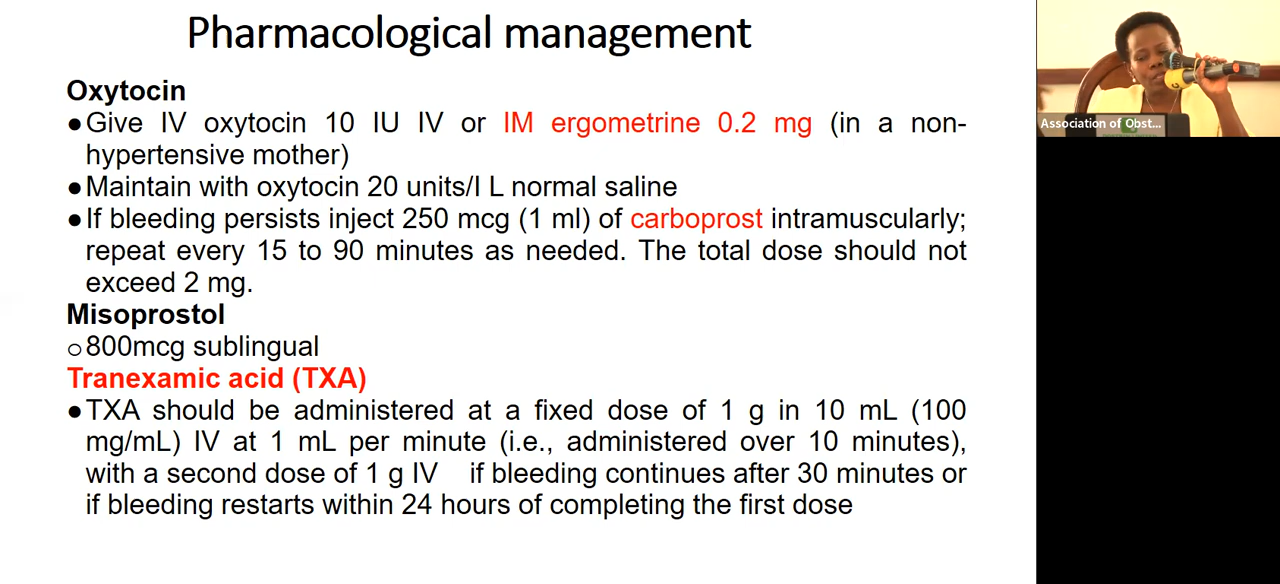 Pharmacological management
Oxytocin
●Give IV oxytocin 10 IU IV or IM ergometrine 0.2 mg (in a non-
hypertensive mother)
●Maintain with oxytocin 20 units/I L normal saline
●If bleeding persists inject 250 mcg (1 ml) of carboprost intramuscularly;
repeat every 15 to 90 minutes as needed. The total dose should not
exceed 2 mg.
Misoprostol
○800mcg sublingual
Tranexamic acid (TXA)
●TXA should be administered at a fixed dose of 1 g in 10 mL (100
mg/mL) IV at 1 mL per minute (i.e., administered over 10 minutes),
with a second dose of 1 g IV if bleeding continues after 30 minutes or
if bleeding restarts within 24 hours of completing the first dose
Association of Obst...